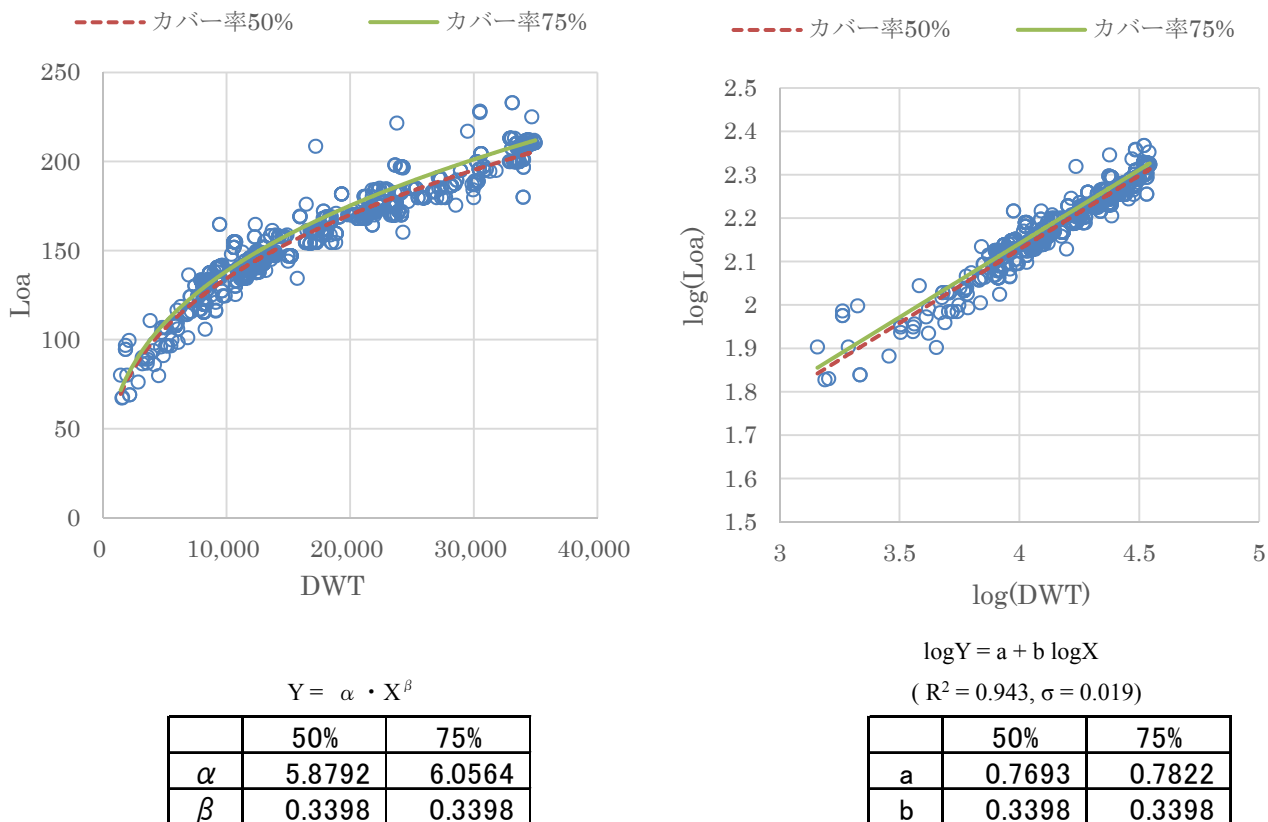 カバー率50% カバー率75%
250
200
150
100
50
0
0 10,000 20,000 30,000 40,000
Loa
DWT
Y = α・X^β
50% 75%
α 5.8792 6.0564
β 0.3398 0.3398
カバー率50% カバー率75%
2.5
2.4
2.3
2.2
2.1
2
1.9
1.8
1.7
1.6
1.5
3 3.5 4 4.5 5
log(Loa)
log(DWT)
logY = a + b logX
( R² = 0.943, σ = 0.019)
50% 75%
a 0.7693 0.7822
b 0.3398 0.3398